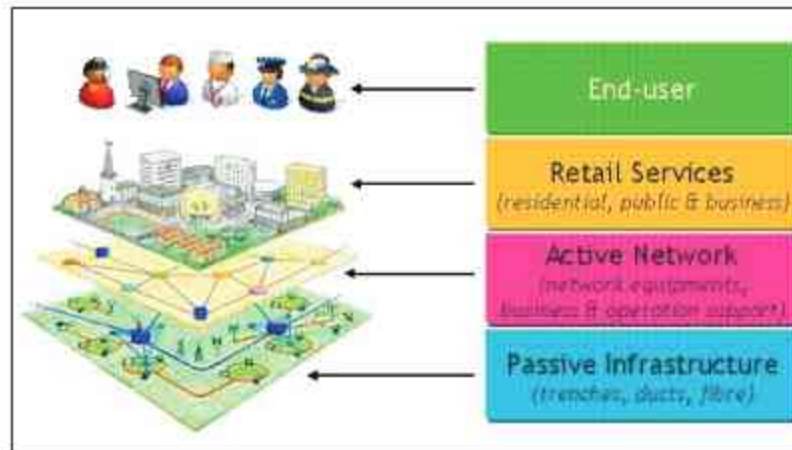 End-user
Retail Services
(residential, public & business)
Active Network
(network equipments,
business & operation support)
Passive Infrastructure
(trenches, ducts, fibre)